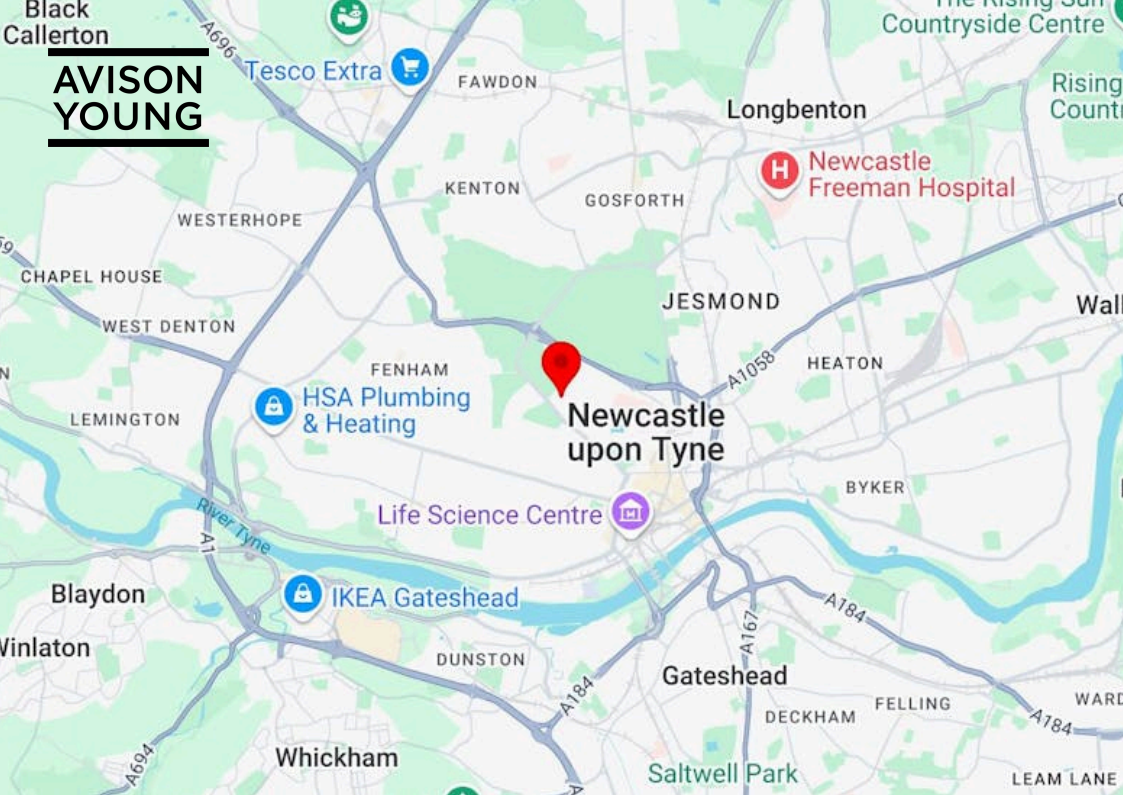 Black
Callerton
AVISON
YOUNG
A696
Tesco Extra
FAWDON
The Rising Sun
Countryside Centre
Rising
Longbenton
Newcastle
Freeman Hospital
KENTON
GOSFORTH
WESTERHOPE
CHAPEL HOUSE
JESMOND
WEST DENTON
A1058
HEATON
FENHAM
HSA Plumbing
& Heating
LEMINGTON
Newcastle
upon Tyne
BYKER
Life Science Centre
River Tyne
A1
Blaydon
IKEA Gateshead
A184
A167
Winlaton
DUNSTON
Gateshead
A184
FELLING
DECKHAM
A184
A694
Whickham
Saltwell Park
LEAM LANE